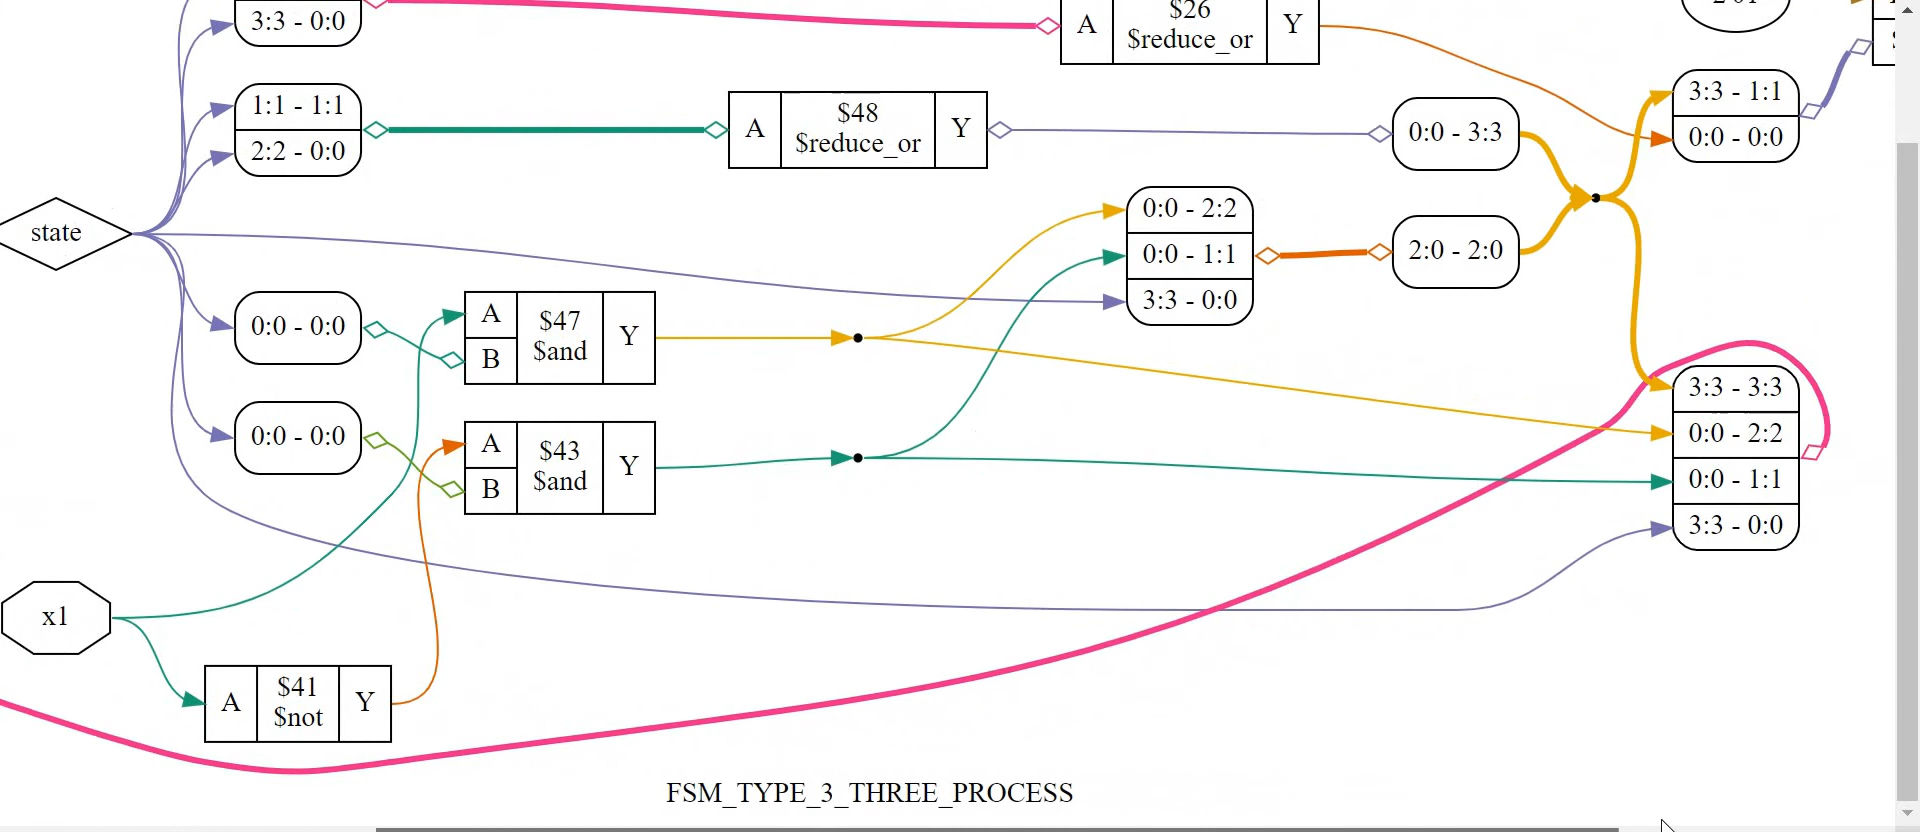 3:3 - 0:0
A
$26
$reduce_or
Y
1:1 - 1:1
2:2 - 0:0
A
$48
$reduce_or
Y
0:0 - 3:3
3:3 - 1:1
0:0 - 0:0
state
0:0 - 2:2
0:0 - 1:1
3:3 - 0:0
2:0 - 2:0
0:0 - 0:0
A
B
$47
$and
Y
0:0 - 0:0
A
B
$43
$and
Y
3:3 - 3:3
0:0 - 2:2
0:0 - 1:1
3:3 - 0:0
x1
A
$41
$not
Y
FSM_TYPE_3_THREE_PROCESS